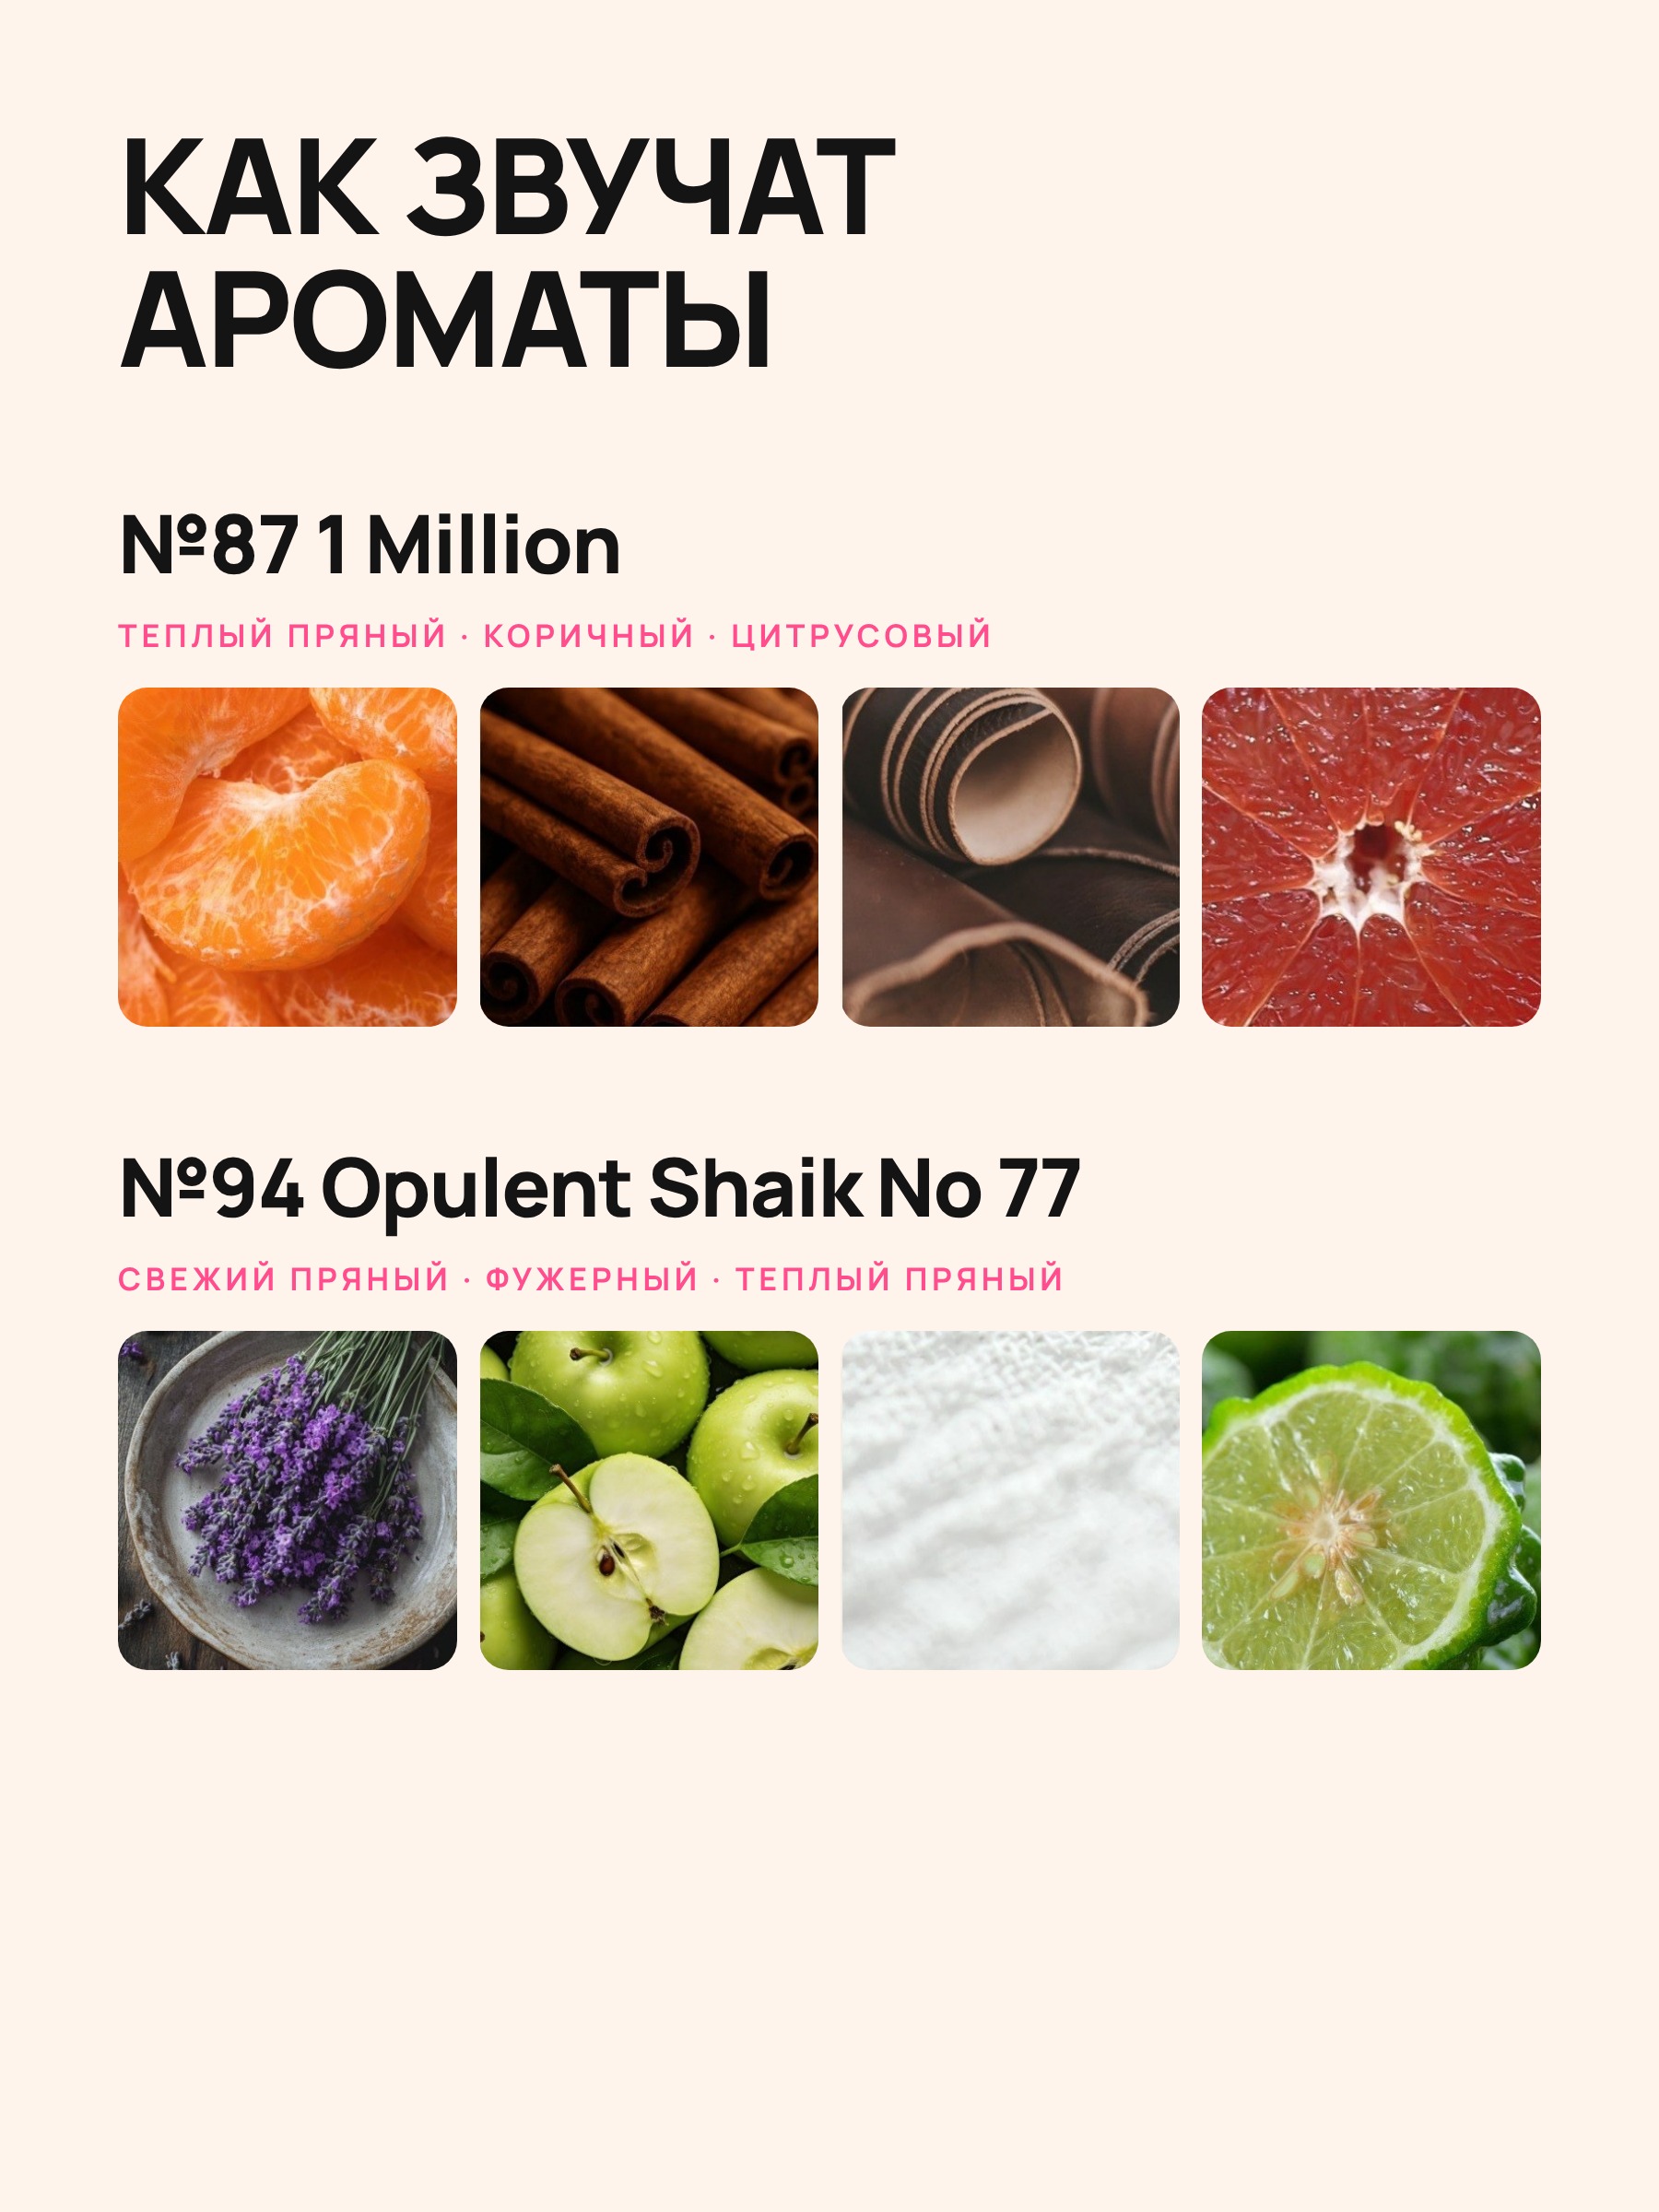 КАК ЗВУЧАТ
АРОМАТЫ
№87 1 Million
ТЕПЛЫЙ ПРЯНЫЙ · КОРИЧНЫЙ · ЦИТРУСОВЫЙ
№94 Opulent Shaik No 77
СВЕЖИЙ ПРЯНЫЙ · ФУЖЕРНЫЙ · ТЕПЛЫЙ ПРЯНЫЙ